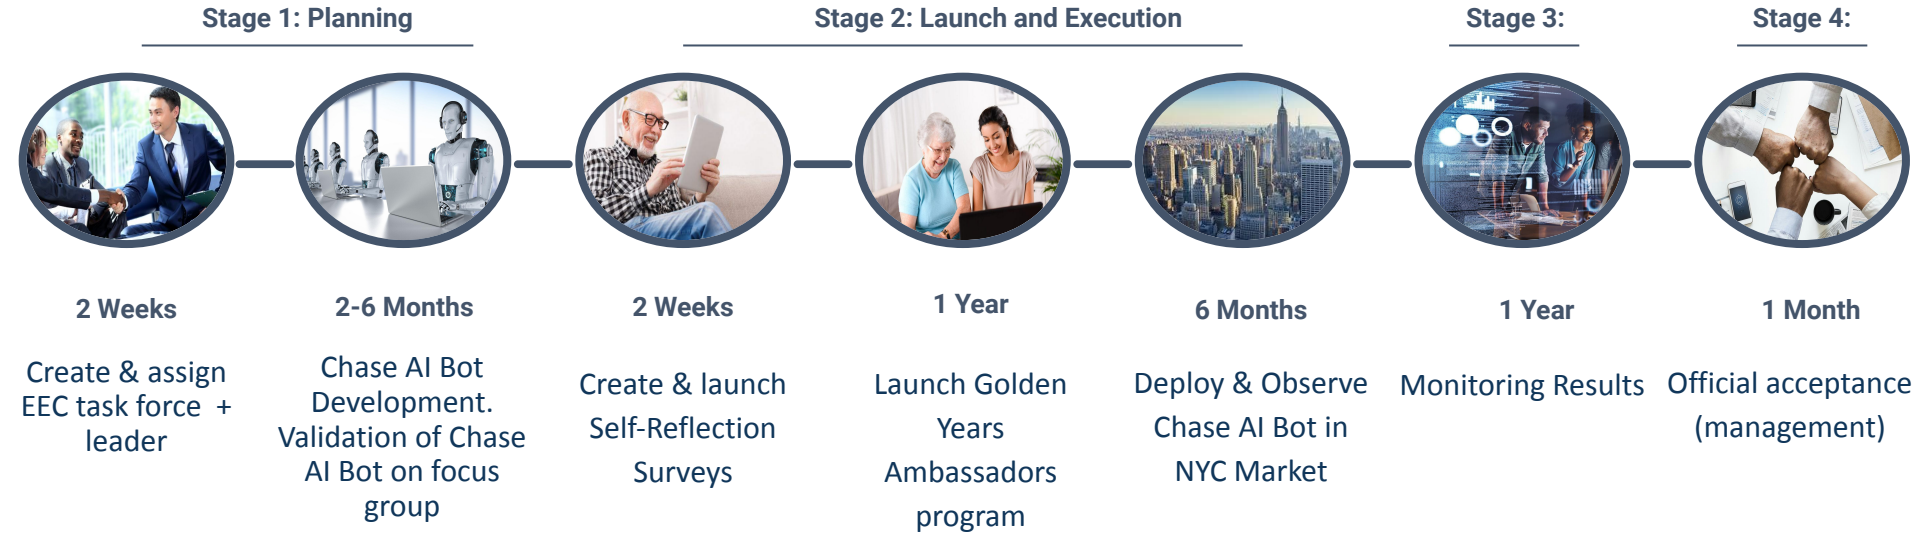 Stage 1: Planning
Stage 2: Launch and Execution
Stage 3:
Stage 4:
2 Weeks
Create & assign
EEC task force  +
leader
2-6 Months
Chase AI Bot
Development.
Validation of Chase
AI Bot on focus
group
2 Weeks
Create & launch
Self-Reflection
Surveys
1 Year
Launch Golden
Years
Ambassadors
program
6 Months
Deploy & Observe
Chase AI Bot in
NYC Market
1 Year
Monitoring Results
1 Month
Official acceptance
(management)